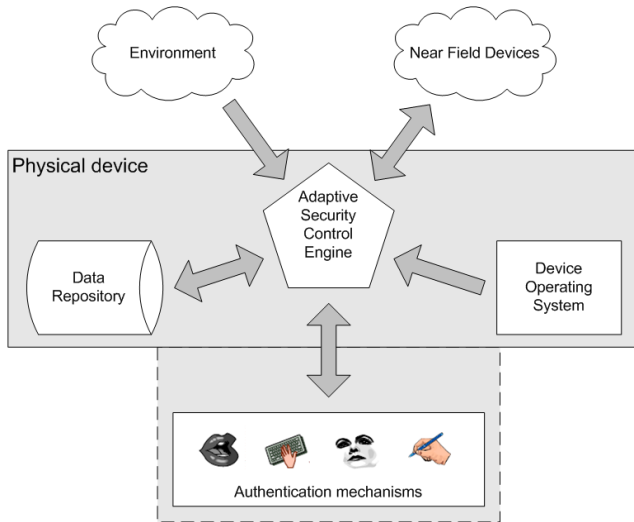 Environment
Near Field Devices
Physical device
Adaptive
Security
Control
Engine
Data
Repository
Device
Operating
System
Authentication mechanisms